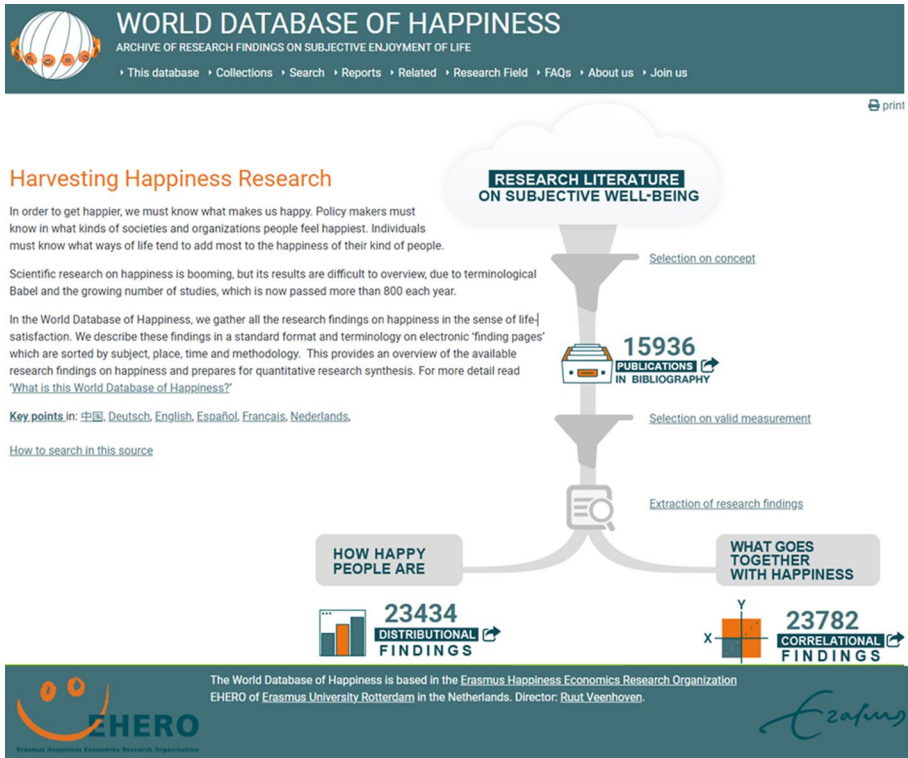 WORLD DATABASE OF HAPPINESS
ARCHIVE OF RESEARCH FINDINGS ON SUBJECTIVE ENJOYMENT OF LIFE
This database Collections Search Reports Related Research Field FAQs About us Join us
print
Harvesting Happiness Research
In order to get happier, we must know what makes us happy. Policy makers must
know in what kinds of societies and organizations people feel happiest. Individuals
must know what ways of life tend to add most to the happiness of their kind of people.
Scientific research on happiness is booming, but its results are difficult to overview, due to terminological
Babel and the growing number of studies, which is now passed more than 800 each year.
In the World Database of Happiness, we gather all the research findings on happiness in the sense of life-
satisfaction. We describe these findings in a standard format and terminology on electronic ‘finding pages’
which are sorted by subject, place, time and methodology. This provides an overview of the available
research findings on happiness and prepares for quantitative research synthesis. For more detail read
‘What is this World Database of Happiness?’
Key points in: 中国, Deutsch, English, Español, Français, Nederlands,
How to search in this source
RESEARCH LITERATURE
ON SUBJECTIVE WELL-BEING
Selection on concept
15936
PUBLICATIONS
IN BIBLIOGRAPHY
Selection on valid measurement
Extraction of research findings
HOW HAPPY
PEOPLE ARE
23434
DISTRIBUTIONAL
FINDINGS
WHAT GOES
TOGETHER
WITH HAPPINESS
Y
X
23782
CORRELATIONAL
FINDINGS
EHERO
Erasmus Happiness Economics Research Organisation
The World Database of Happiness is based in the Erasmus Happiness Economics Research Organization
EHERO of Erasmus University Rotterdam in the Netherlands. Director: Ruut Veenhoven.
Erasmus